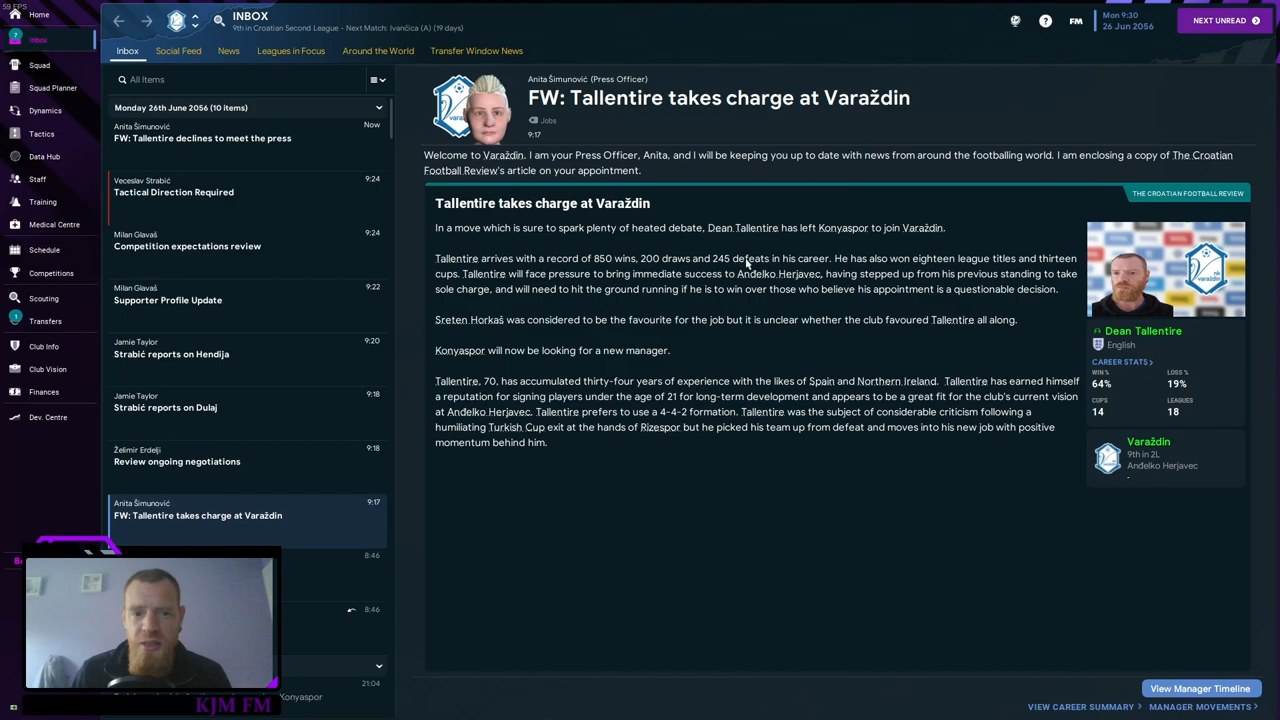 59 FPS
Home
7
Inbox
Squad
Squad Planner
Dynamics
Tactics
Data Hub
Staff
Training
Medical Centre
Schedule
Competitions
Scouting
1
Transfers
Club Info
Club Vision
Finances
Dev. Centre
INBOX
9th in Croatian Second League - Next Match: Ivančica (A) (19 days)
FM
Mon 9:30
26 Jun 2056
NEXT UNREAD
Inbox
Social Feed
News
Leagues in Focus
Around the World
Transfer Window News
All Items
Monday 26th June 2056 (10 items)
Anita Šimunović
Now
FW: Tallentire declines to meet the press
Veceslav Strabić
9:24
Tactical Direction Required
Milan Glavaš
9:24
Competition expectations review
Milan Glavaš
9:22
Supporter Profile Update
Jamie Taylor
9:20
Strabić reports on Hendija
Jamie Taylor
9:18
Strabić reports on Dulaj
Želimir Erdelji
9:18
Review ongoing negotiations
Anita Šimunović
9:17
FW: Tallentire takes charge at Varaždin
8:46
8:46
21:04
Konyaspor
KJM FM
Anita Šimunović (Press Officer)
FW: Tallentire takes charge at Varaždin
Jobs
9:17
Welcome to Varaždin. I am your Press Officer, Anita, and I will be keeping you up to date with news from around the footballing world. I am enclosing a copy of The Croatian
Football Review's article on your appointment.
THE CROATIAN FOOTBALL REVIEW
Tallentire takes charge at Varaždin
In a move which is sure to spark plenty of heated debate, Dean Tallentire has left Konyaspor to join Varaždin.
Tallentire arrives with a record of 850 wins, 200 draws and 245 defeats in his career. He has also won eighteen league titles and thirteen
cups. Tallentire will face pressure to bring immediate success to Anđelko Herjavec, having stepped up from his previous standing to take
sole charge, and will need to hit the ground running if he is to win over those who believe his appointment is a questionable decision.
Sreten Horkaš was considered to be the favourite for the job but it is unclear whether the club favoured Tallentire all along.
Konyaspor will now be looking for a new manager.
Tallentire, 70, has accumulated thirty-four years of experience with the likes of Spain and Northern Ireland. Tallentire has earned himself
a reputation for signing players under the age of 21 for long-term development and appears to be a great fit for the club's current vision
at Anđelko Herjavec. Tallentire prefers to use a 4-4-2 formation. Tallentire was the subject of considerable criticism following a
humiliating Turkish Cup exit at the hands of Rizespor but he picked his team up from defeat and moves into his new job with positive
momentum behind him.
nk
varaždin
Dean Tallentire
English
CAREER STATS
WIN %
LOSS %
64%
19%
CUPS
LEAGUES
14
18
Varaždin
9th in 2L
Anđelko Herjavec
-
View Manager Timeline
VIEW CAREER SUMMARY
MANAGER MOVEMENTS